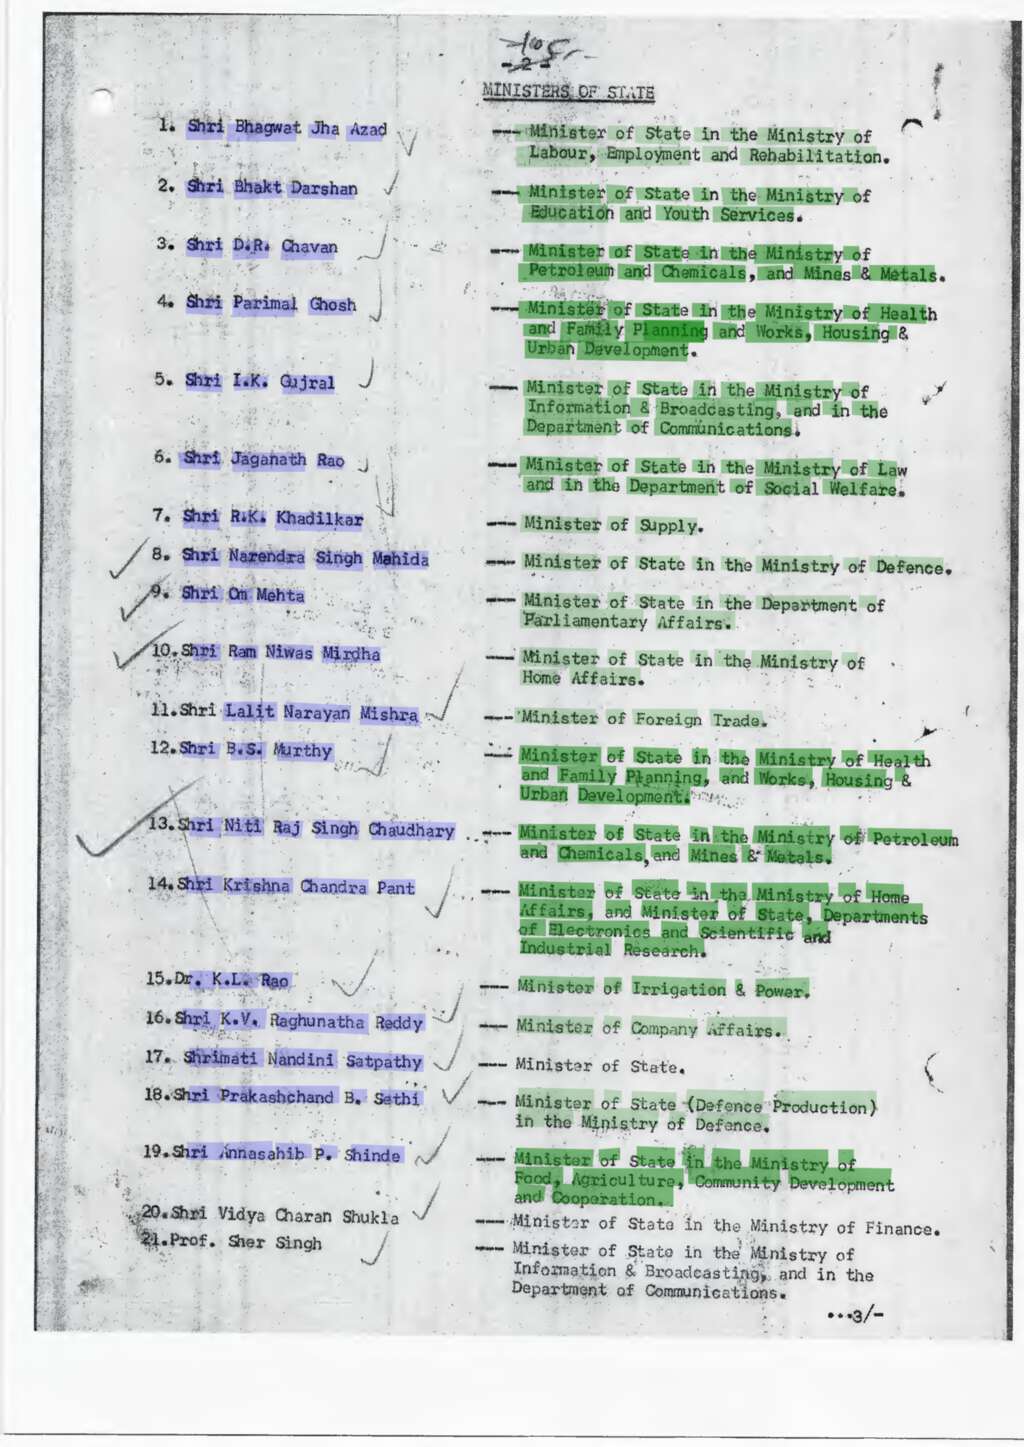 105
-2-
MINISTERS OF STATE
1. Shri Bhagwat Jha Azad --- Minister of State in the Ministry of
Labour, Employment and Rehabilitation.
2. Shri Bhakt Darshan --- Minister of State in the Ministry of
Education and Youth Services.
3. Shri D.R. Chavan --- Minister of State in the Ministry of
Petroleum and Chemicals, and Mines & Metals.
4. Shri Parimal Ghosh --- Minister of State in the Ministry of Health
and Family Planning and Works, Housing &
Urban Development.
5. Shri I.K. Gujral --- Minister of State in the Ministry of
Information & Broadcasting, and in the
Department of Communications.
6. Shri Jaganath Rao --- Minister of State in the Ministry of Law
and in the Department of Social Welfare.
7. Shri R.K. Khadilkar --- Minister of Supply.
8. Shri Narendra Singh Mahida --- Minister of State in the Ministry of Defence.
9. Shri Om Mehta --- Minister of State in the Department of
Parliamentary Affairs.
10.Shri Ram Niwas Mirdha --- Minister of State in the Ministry of
Home Affairs.
11.Shri Lalit Narayan Mishra --- Minister of Foreign Trade.
12.Shri B.S. Murthy --- Minister of State in the Ministry of Health
and Family Planning, and Works, Housing &
Urban Development.
13.Shri Niti Raj Singh Chaudhary --- Minister of State in the Ministry of Petroleum
and Chemicals, and Mines & Metals.
14.Shri Krishna Chandra Pant --- Minister of State in the Ministry of Home
Affairs, and Minister of State, Departments
of Electronics and Scientific and
Industrial Research.
15.Dr. K.L. Rao --- Minister of Irrigation & Power.
16.Shri K.V. Raghunatha Reddy --- Minister of Company Affairs.
17. Shrimati Nandini Satpathy --- Minister of State.
18.Shri Prakashchand B. Sethi --- Minister of State (Defence Production)
in the Ministry of Defence.
19.Shri Annasahib P. Shinde --- Minister of State in the Ministry of
Food, Agriculture, Community Development
and Cooperation.
20.Shri Vidya Charan Shukla --- Minister of State in the Ministry of Finance.
21.Prof. Sher Singh --- Minister of State in the Ministry of
Information & Broadcasting, and in the
Department of Communications.
...3/-